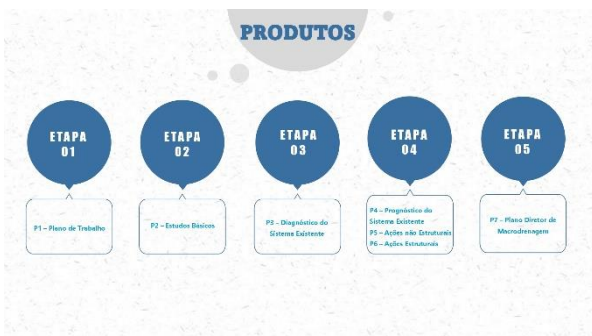 PRODUTOS
ETAPA
01
ETAPA
02
ETAPA
03
ETAPA
04
ETAPA
05
P1 – Plano de Trabalho
P2 – Estudos Básicos
P3 – Diagnóstico do
Sistema Existente
P4 – Prognóstico do
Sistema Existente
P5 – Ações não Estruturais
P6 – Ações Estruturais
P7 – Plano Diretor de
Macrodrenagem